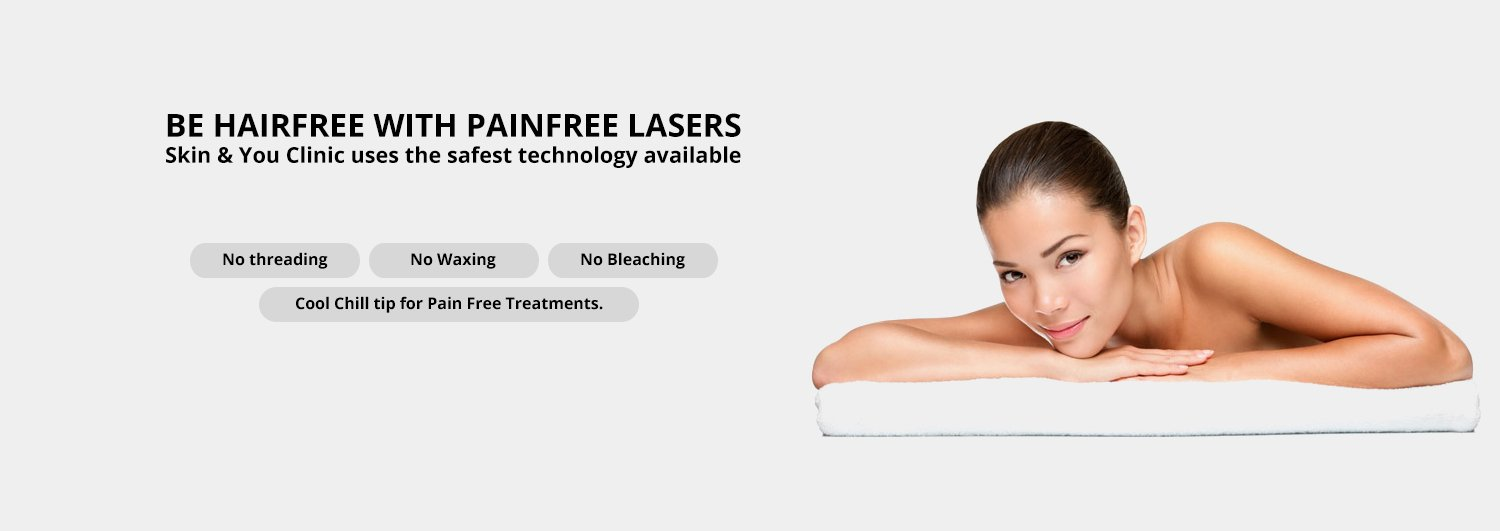 BE HAIRFREE WITH PAINFREE LASERS
Skin & You Clinic uses the safest technology available
No threading
No Waxing
No Bleaching
Cool Chill tip for Pain Free Treatments.